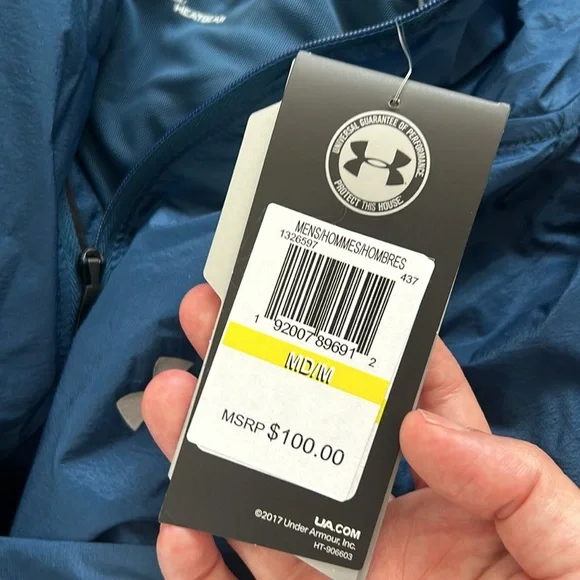 HEATGEAR
UNIVERSAL GUARANTEE OF PERFORMANCE
PROTECT THIS HOUSE
MENS/HOMMES/HOMBRES
1326597
437
1 92007 89691 2
MD/M
MSRP $100.00
UA.COM
©2017 Under Armour, Inc.
HT-906603